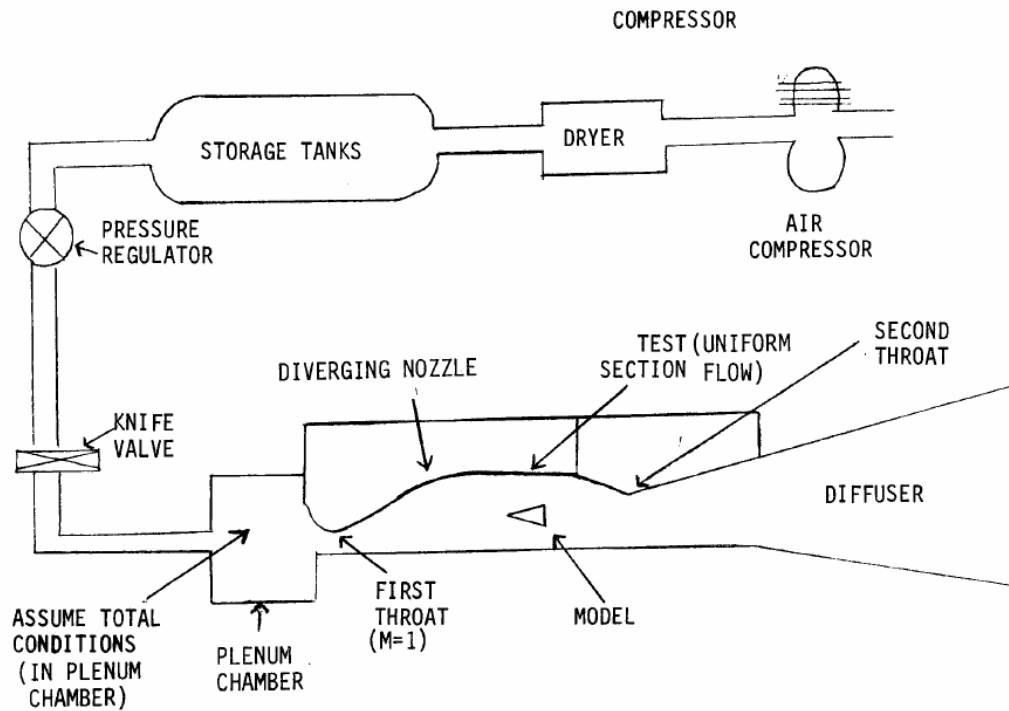 COMPRESSOR
STORAGE TANKS
DRYER
AIR
COMPRESSOR
PRESSURE
REGULATOR
KNIFE
VALVE
DIVERGING NOZZLE
TEST (UNIFORM
SECTION FLOW)
SECOND
THROAT
DIFFUSER
ASSUME TOTAL
CONDITIONS
(IN PLENUM
CHAMBER)
PLENUM
CHAMBER
FIRST
THROAT
(M=1)
MODEL